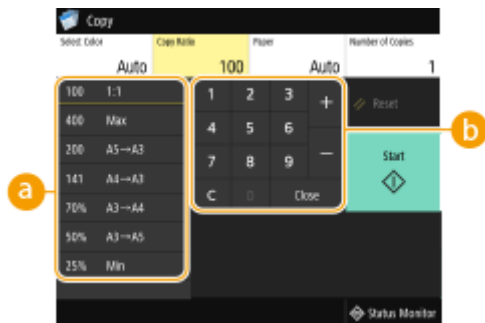 Copy
Select Color Copy Ratio Paper Number of Copies
Auto 100 Auto 1
100 1:1
400 Max
200 A5→A3
141 A4→A3
70% A3→A4
50% A3→A5
25% Min
1 2 3 +
4 5 6
7 8 9 −
C 0 Close
Reset
Start
a
b
Status Monitor